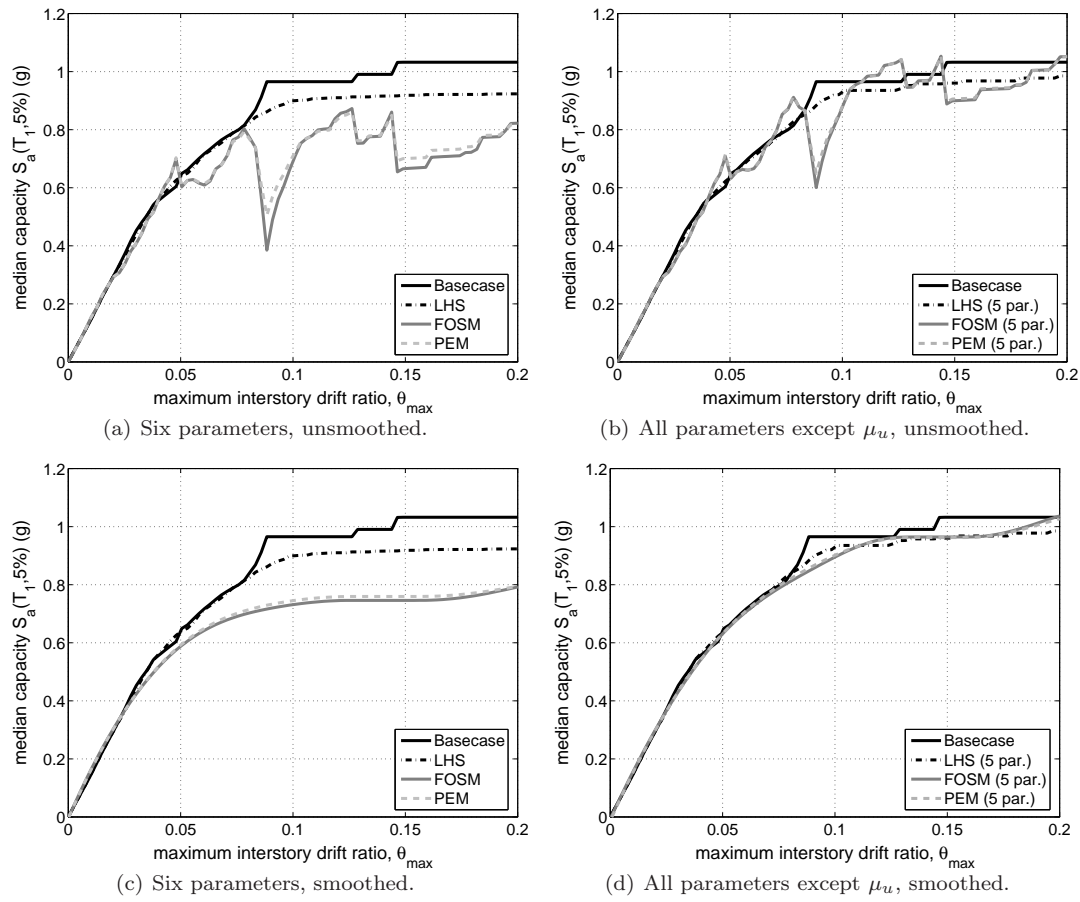 1.2
1
0.8
0.6
0.4
0.2
0
median capacity S_a(T_1,5%) (g)
Basecase
LHS
FOSM
PEM
0 0.05 0.1 0.15 0.2
maximum interstory drift ratio, θ_max
(a) Six parameters, unsmoothed.
1.2
1
0.8
0.6
0.4
0.2
0
median capacity S_a(T_1,5%) (g)
Basecase
LHS (5 par.)
FOSM (5 par.)
PEM (5 par.)
0 0.05 0.1 0.15 0.2
maximum interstory drift ratio, θ_max
(b) All parameters except μ_u, unsmoothed.
1.2
1
0.8
0.6
0.4
0.2
0
median capacity S_a(T_1,5%) (g)
Basecase
LHS
FOSM
PEM
0 0.05 0.1 0.15 0.2
maximum interstory drift ratio, θ_max
(c) Six parameters, smoothed.
1.2
1
0.8
0.6
0.4
0.2
0
median capacity S_a(T_1,5%) (g)
Basecase
LHS (5 par.)
FOSM (5 par.)
PEM (5 par.)
0 0.05 0.1 0.15 0.2
maximum interstory drift ratio, θ_max
(d) All parameters except μ_u, smoothed.